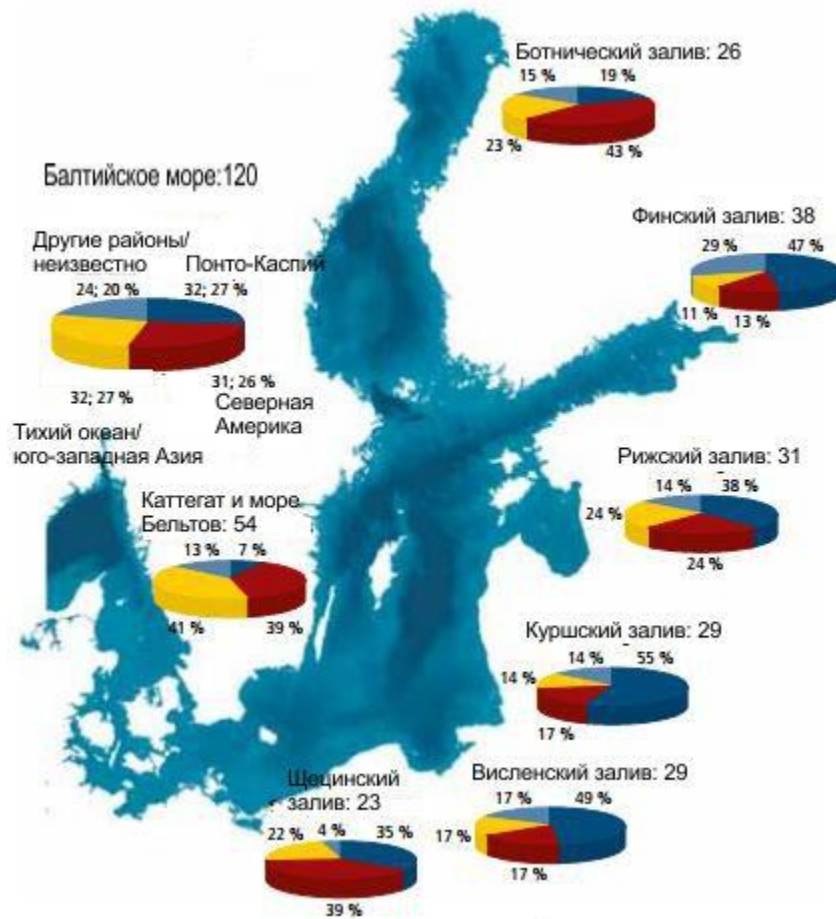 Ботнический залив: 26
15 %
19 %
23 %
43 %
Балтийское море:120
Другие районы/
неизвестно
Понто-Каспий
24; 20 %
32; 27 %
32; 27 %
31; 26 %
Северная
Америка
Тихий океан/
юго-западная Азия
Финский залив: 38
29 %
47 %
11 %
13 %
Рижский залив: 31
14 %
38 %
24 %
24 %
Каттегат и море
Бельтов: 54
13 %
7 %
41 %
39 %
Куршский залив: 29
14 %
55 %
14 %
17 %
Щецинский
залив: 23
22 %
4 %
35 %
39 %
Висленский залив: 29
17 %
49 %
17 %
17 %